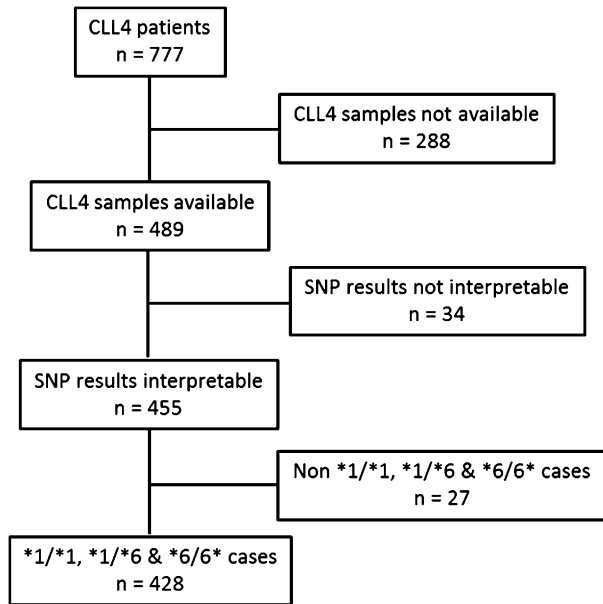 CLL4 patients
n = 777
CLL4 samples not available
n = 288
CLL4 samples available
n = 489
SNP results not interpretable
n = 34
SNP results interpretable
n = 455
Non *1/*1, *1/*6 & *6/6* cases
n = 27
*1/*1, *1/*6 & *6/6* cases
n = 428